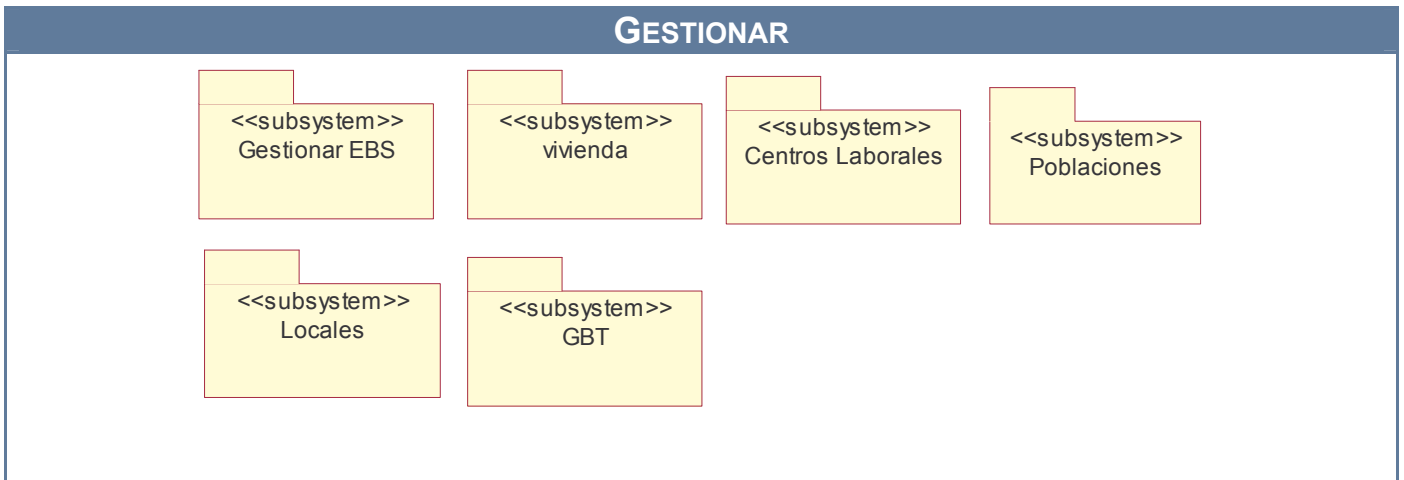 GESTIONAR
<<subsystem>>
Gestionar EBS
<<subsystem>>
vivienda
<<subsystem>>
Centros Laborales
<<subsystem>>
Poblaciones
<<subsystem>>
Locales
<<subsystem>>
GBT